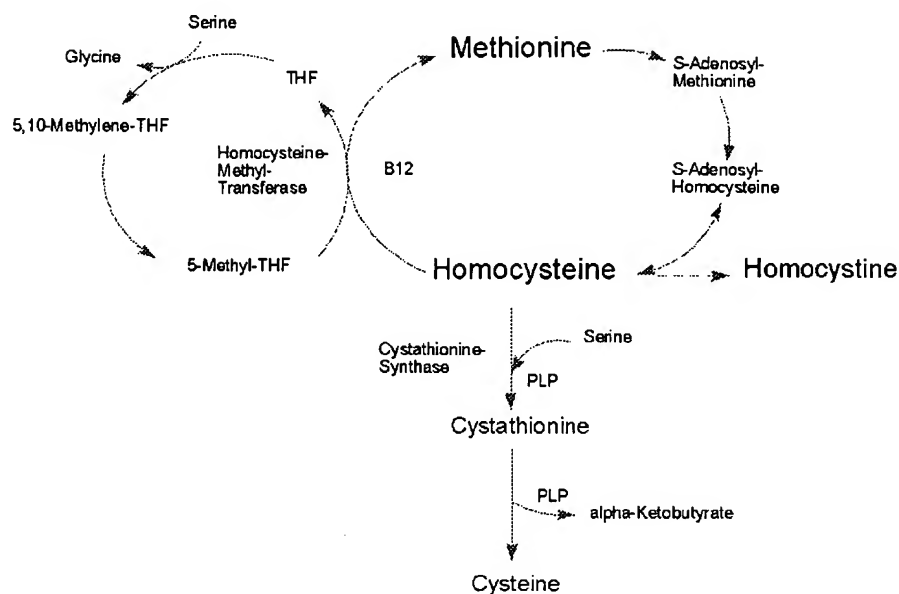 Serine
Glycine
Methionine
THF
S-Adenosyl-
Methionine
5,10-Methylene-THF
Homocysteine-
Methyl-
Transferase
B12
S-Adenosyl-
Homocysteine
5-Methyl-THF
Homocysteine
Homocystine
Cystathionine-
Synthase
Serine
PLP
Cystathionine
PLP
alpha-Ketobutyrate
Cysteine